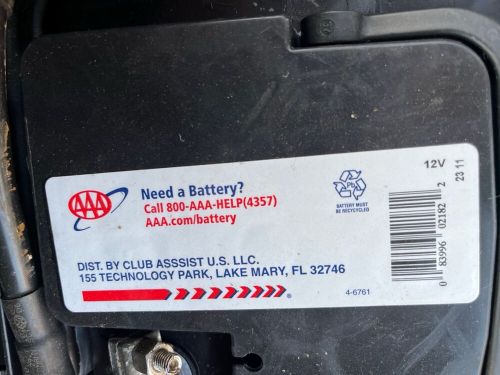 AAA
Need a Battery?
Call 800-AAA-HELP(4357)
AAA.com/battery
Pb
BATTERY MUST
BE RECYCLED
12V
23 11
0 83996 02182 2
DIST. BY CLUB ASSSIST U.S. LLC.
155 TECHNOLOGY PARK, LAKE MARY, FL 32746
®
4-6761